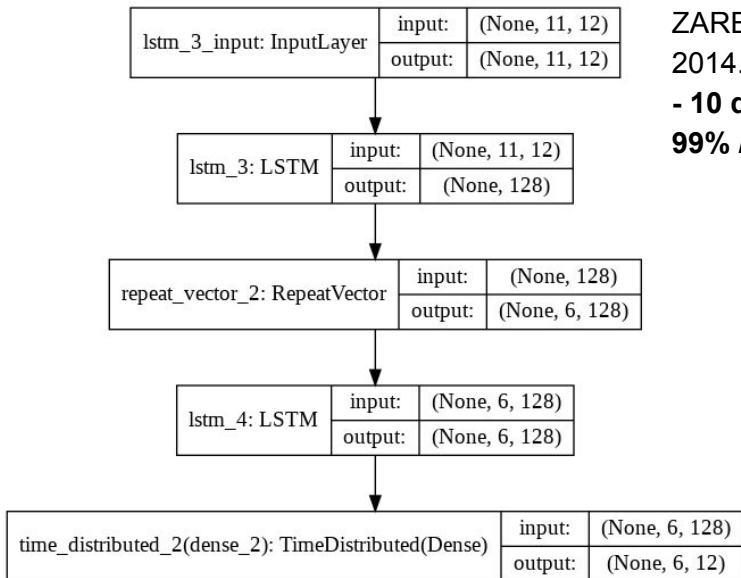 lstm_3_input: InputLayer
input: (None, 11, 12)
output: (None, 11, 12)
lstm_3: LSTM
input: (None, 11, 12)
output: (None, 128)
repeat_vector_2: RepeatVector
input: (None, 128)
output: (None, 6, 128)
lstm_4: LSTM
input: (None, 6, 128)
output: (None, 6, 128)
time_distributed_2(dense_2): TimeDistributed(Dense)
input: (None, 6, 128)
output: (None, 6, 12)
2014.
- 10
99%